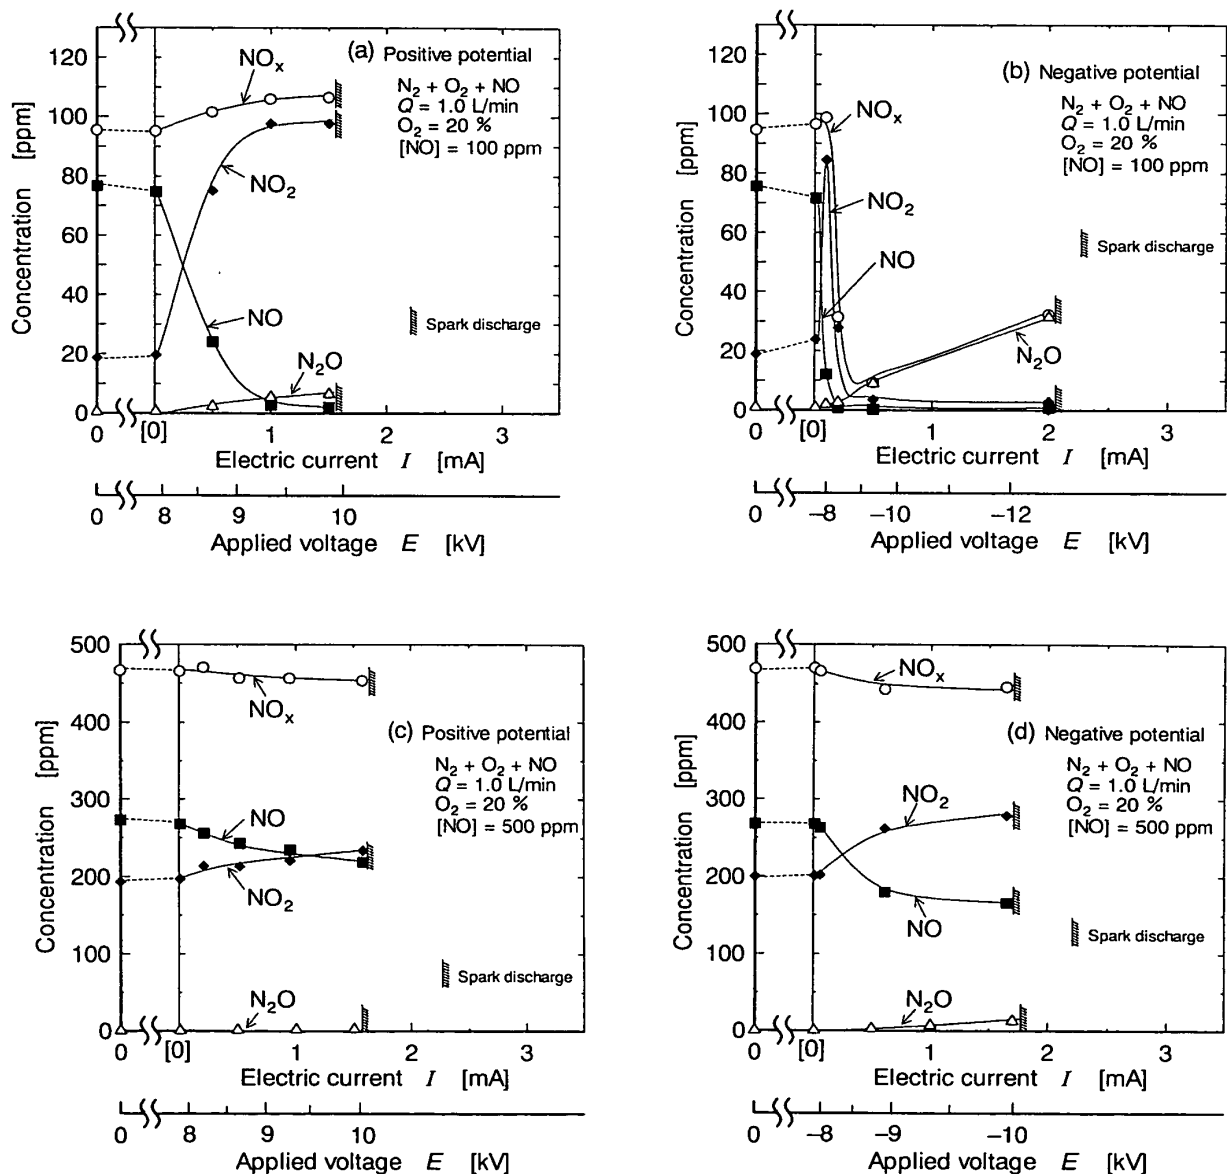 (a) Positive potential
N₂ + O₂ + NO
Q = 1.0 L/min
O₂ = 20 %
[NO] = 100 ppm
NOₓ
NO₂
NO
N₂O
Spark discharge
Concentration [ppm]
120
100
80
60
40
20
0
0 [0] 1 2 3
Electric current I [mA]
0 8 9 10
Applied voltage E [kV]
(b) Negative potential
N₂ + O₂ + NO
Q = 1.0 L/min
O₂ = 20 %
[NO] = 100 ppm
NOₓ
NO₂
NO
N₂O
Spark discharge
Concentration [ppm]
120
100
80
60
40
20
0
0 [0] 1 2 3
Electric current I [mA]
0 −8 −10 −12
Applied voltage E [kV]
(c) Positive potential
N₂ + O₂ + NO
Q = 1.0 L/min
O₂ = 20 %
[NO] = 500 ppm
NOₓ
NO
NO₂
N₂O
Spark discharge
Concentration [ppm]
500
400
300
200
100
0
0 [0] 1 2 3
Electric current I [mA]
0 8 9 10
Applied voltage E [kV]
(d) Negative potential
N₂ + O₂ + NO
Q = 1.0 L/min
O₂ = 20 %
[NO] = 500 ppm
NOₓ
NO₂
NO
N₂O
Spark discharge
Concentration [ppm]
500
400
300
200
100
0
0 [0] 1 2 3
Electric current I [mA]
0 −8 −9 −10
Applied voltage E [kV]